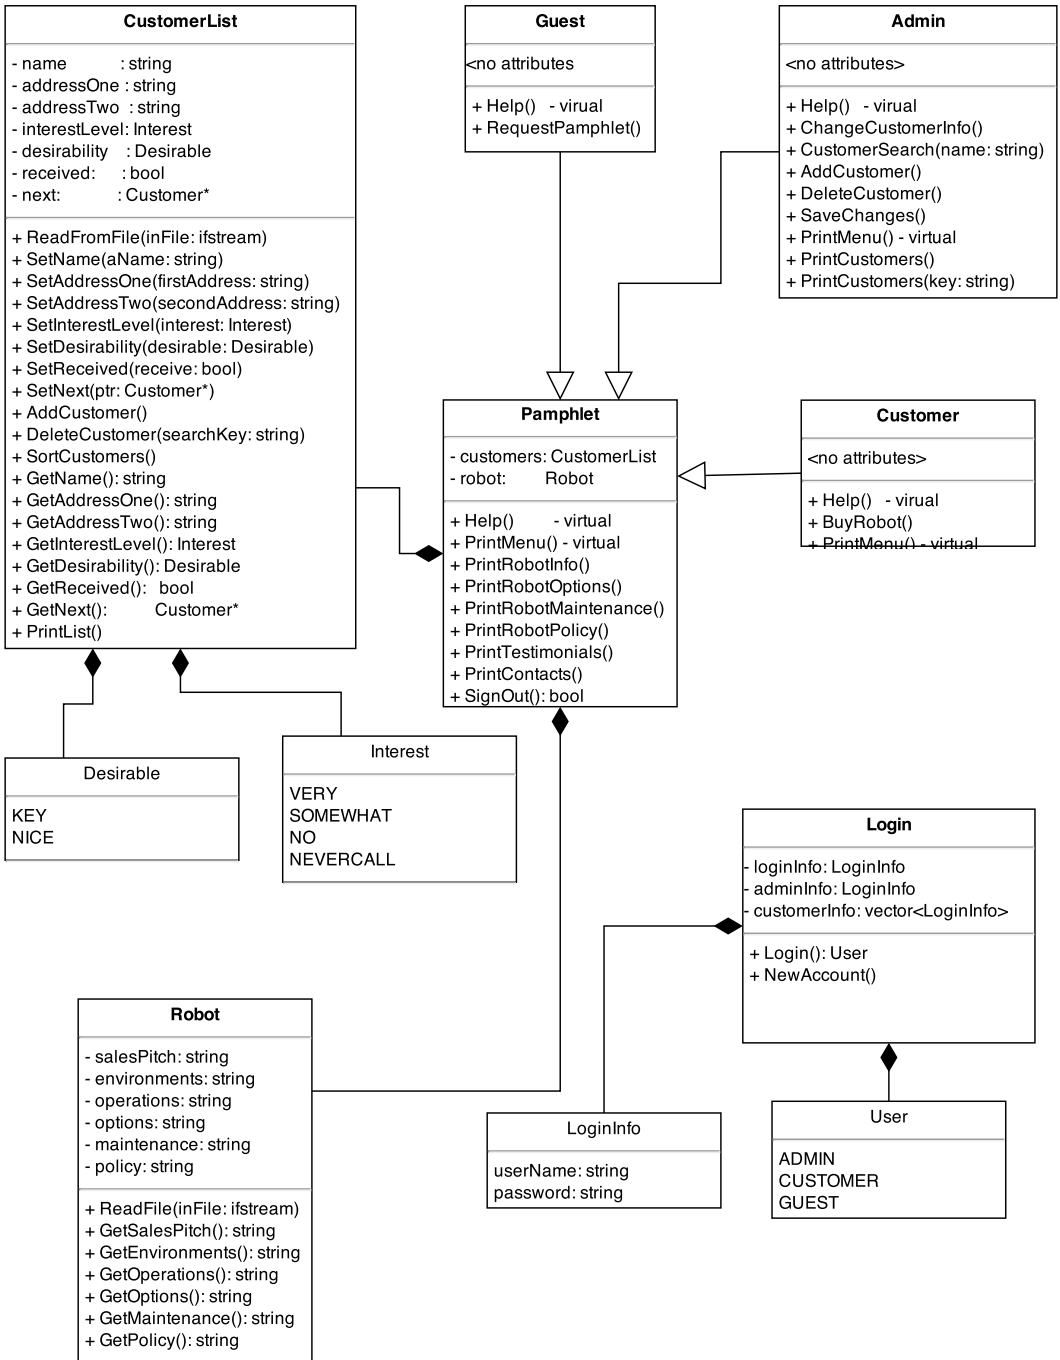 CustomerList
- name : string
- addressOne : string
- addressTwo : string
- interestLevel: Interest
- desirability : Desirable
- received: : bool
- next: : Customer*
+ ReadFromFile(inFile: ifstream)
+ SetName(aName: string)
+ SetAddressOne(firstAddress: string)
+ SetAddressTwo(secondAddress: string)
+ SetInterestLevel(interest: Interest)
+ SetDesirability(desirable: Desirable)
+ SetReceived(receive: bool)
+ SetNext(ptr: Customer*)
+ AddCustomer()
+ DeleteCustomer(searchKey: string)
+ SortCustomers()
+ GetName(): string
+ GetAddressOne(): string
+ GetAddressTwo(): string
+ GetInterestLevel(): Interest
+ GetDesirability(): Desirable
+ GetReceived(): bool
+ GetNext(): Customer*
+ PrintList()
Guest
<no attributes
+ Help() - virual
+ RequestPamphlet()
Admin
<no attributes>
+ Help() - virual
+ ChangeCustomerInfo()
+ CustomerSearch(name: string)
+ AddCustomer()
+ DeleteCustomer()
+ SaveChanges()
+ PrintMenu() - virtual
+ PrintCustomers()
+ PrintCustomers(key: string)
Pamphlet
- customers: CustomerList
- robot: Robot
+ Help() - virtual
+ PrintMenu() - virtual
+ PrintRobotInfo()
+ PrintRobotOptions()
+ PrintRobotMaintenance()
+ PrintRobotPolicy()
+ PrintTestimonials()
+ PrintContacts()
+ SignOut(): bool
Customer
<no attributes>
+ Help() - virual
+ BuyRobot()
+ PrintMenu() - virtual
Desirable
KEY
NICE
Interest
VERY
SOMEWHAT
NO
NEVERCALL
Login
- loginInfo: LoginInfo
- adminInfo: LoginInfo
- customerInfo: vector<LoginInfo>
+ Login(): User
+ NewAccount()
Robot
- salesPitch: string
- environments: string
- operations: string
- options: string
- maintenance: string
- policy: string
+ ReadFile(inFile: ifstream)
+ GetSalesPitch(): string
+ GetEnvironments(): string
+ GetOperations(): string
+ GetOptions(): string
+ GetMaintenance(): string
+ GetPolicy(): string
LoginInfo
userName: string
password: string
User
ADMIN
CUSTOMER
GUEST